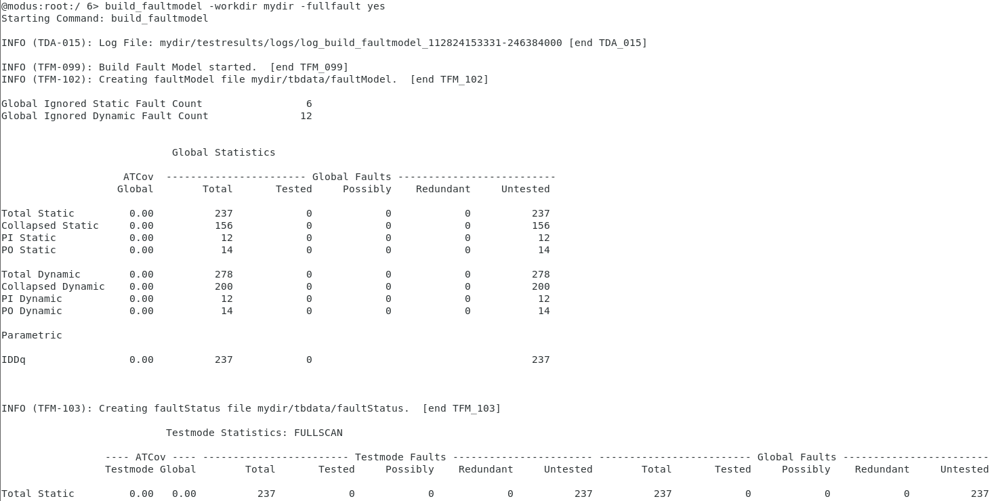 @modus:root:/ 6> build_faultmodel -workdir mydir -fullfault yes
Starting Command: build_faultmodel
INFO (TDA-015): Log File: mydir/testresults/logs/log_build_faultmodel_112824153331-246384000 [end TDA_015]
INFO (TFM-099): Build Fault Model started.  [end TFM_099]
INFO (TFM-102): Creating faultModel file mydir/tbdata/faultModel.  [end TFM_102]
Global Ignored Static Fault Count                 6
Global Ignored Dynamic Fault Count               12
                            Global Statistics
                    ATCov  ----------------------- Global Faults --------------------------
                   Global        Total       Tested     Possibly    Redundant     Untested
Total Static         0.00          237            0            0            0          237
Collapsed Static     0.00          156            0            0            0          156
PI Static            0.00           12            0            0            0           12
PO Static            0.00           14            0            0            0           14
Total Dynamic        0.00          278            0            0            0          278
Collapsed Dynamic    0.00          200            0            0            0          200
PI Dynamic           0.00           12            0            0            0           12
PO Dynamic           0.00           14            0            0            0           14
Parametric
IDDq                 0.00          237            0                                    237
INFO (TFM-103): Creating faultStatus file mydir/tbdata/faultStatus.  [end TFM_103]
                           Testmode Statistics: FULLSCAN
                 ---- ATCov ---- ------------------------ Testmode Faults ----------------------- ------------------------- Global Faults ------------------------
                 Testmode Global        Total       Tested     Possibly    Redundant     Untested        Total       Tested     Possibly    Redundant     Untested
Total Static         0.00   0.00          237            0            0            0          237          237            0            0            0          237